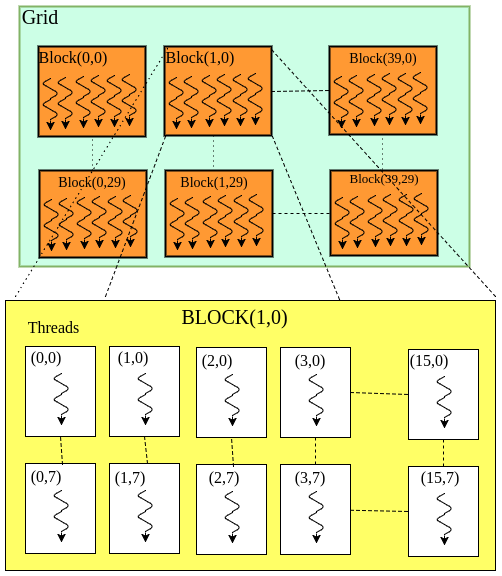 Grid
Block(0,0) Block(1,0) Block(39,0)
Block(0,29) Block(1,29) Block(39,29)
BLOCK(1,0)
Threads
(0,0) (1,0) (2,0) (3,0) (15,0)
(0,7) (1,7) (2,7) (3,7) (15,7)